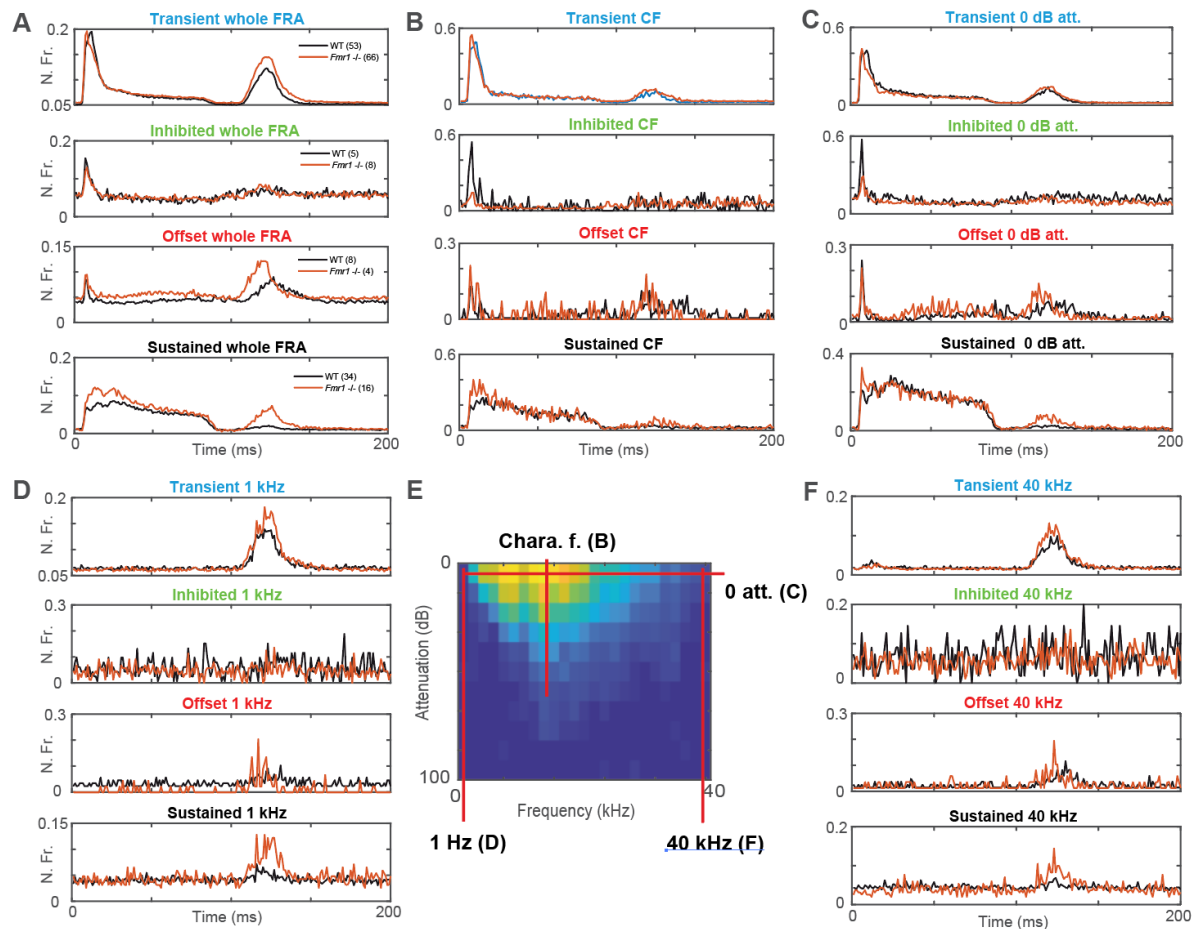 A
Transient whole FRA
N. Fr.
0.2
0.05
WT (53)
Fmr1 -/- (66)
Inhibited whole FRA
0.2
0
WT (5)
Fmr1 -/- (8)
Offset whole FRA
0.15
0
WT (8)
Fmr1 -/- (4)
Sustained whole FRA
0.2
0
WT (34)
Fmr1 -/- (16)
0
Time (ms)
200
B
Transient CF
0.6
0
Inhibited CF
0.6
0
Offset CF
0.3
0
Sustained CF
0.6
0
0
Time (ms)
200
C
Transient 0 dB att.
0.6
0
Inhibited 0 dB att.
0.6
0
Offset 0 dB att.
0.3
0
Sustained 0 dB att.
0.4
0
0
Time (ms)
200
D
Transient 1 kHz
N. Fr.
0.2
0.05
Inhibited 1 kHz
N. Fr.
0.3
0
Offset 1 kHz
N. Fr.
0.3
0
Sustained 1 kHz
N. Fr.
0.15
0
0
Time (ms)
200
E
Chara. f. (B)
0
0 att. (C)
Attenuation (dB)
100
0
40
Frequency (kHz)
1 Hz (D)
40 kHz (F)
F
Tansient 40 kHz
0.2
0
Inhibited 40 kHz
0.2
0
Offset 40 kHz
0.2
0
Sustained 40 kHz
0.2
0
0
Time (ms)
200